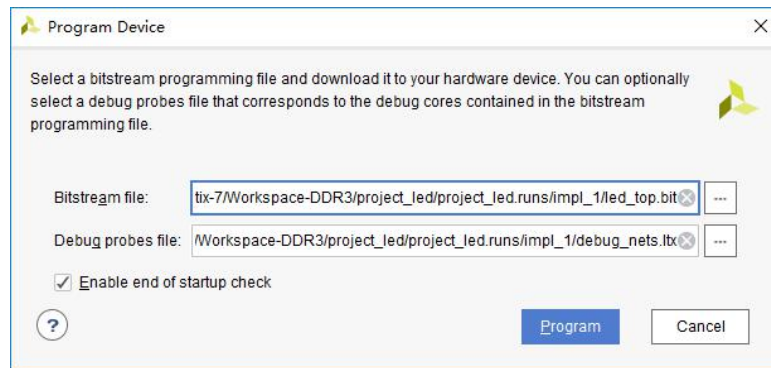 Program Device
Select a bitstream programming file and download it to your hardware device. You can optionally
select a debug probes file that corresponds to the debug cores contained in the bitstream
programming file.
Bitstream file: tix-7/Workspace-DDR3/project_led/project_led.runs/impl_1/led_top.bit ...
Debug probes file: /Workspace-DDR3/project_led/project_led.runs/impl_1/debug_nets.ltx ...
Enable end of startup check
? Program Cancel